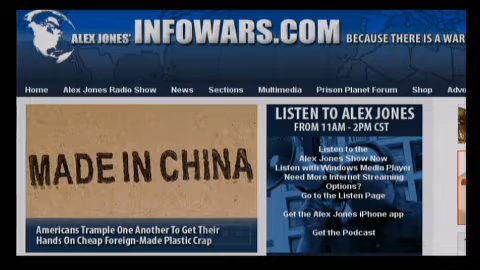 ALEX JONES' INFOWARS.COM BECAUSE THERE IS A WAR
Home Alex Jones Radio Show News Sections Multimedia Prison Planet Forum Shop Adve
MADE IN CHINA
Americans Trample One Another To Get Their
Hands On Cheap Foreign-Made Plastic Crap
LISTEN TO ALEX JONES
FROM 11AM - 2PM CST
Listen to the
Alex Jones Show Now
Listen with Windows Media Player
Need More Internet Streaming
Options?
Go to the Listen Page
Get the Alex Jones iPhone app
Get the Podcast